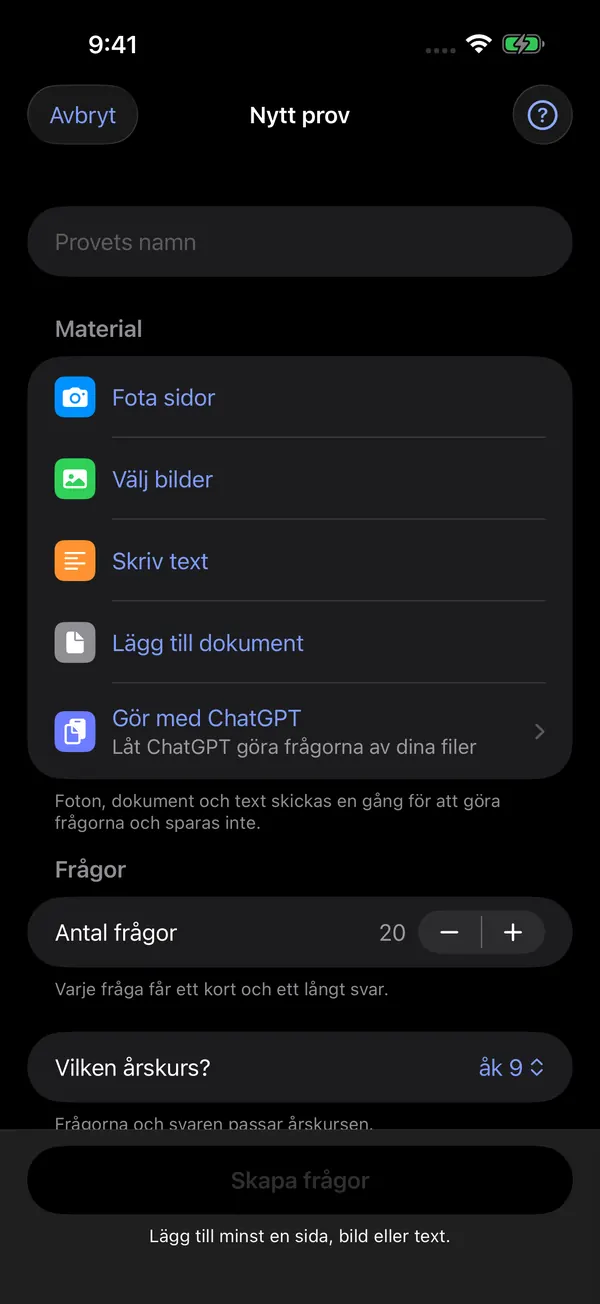 9:41
Avbryt
Nytt prov
?
Provets namn
Material
Fota sidor
Välj bilder
Skriv text
Lägg till dokument
Gör med ChatGPT
Låt ChatGPT göra frågorna av dina filer
Foton, dokument och text skickas en gång för att göra
frågorna och sparas inte.
Frågor
Antal frågor
20
Varje fråga får ett kort och ett långt svar.
Vilken årskurs?
åk 9
Frågorna och svaren passar årskursen.
Skapa frågor
Lägg till minst en sida, bild eller text.